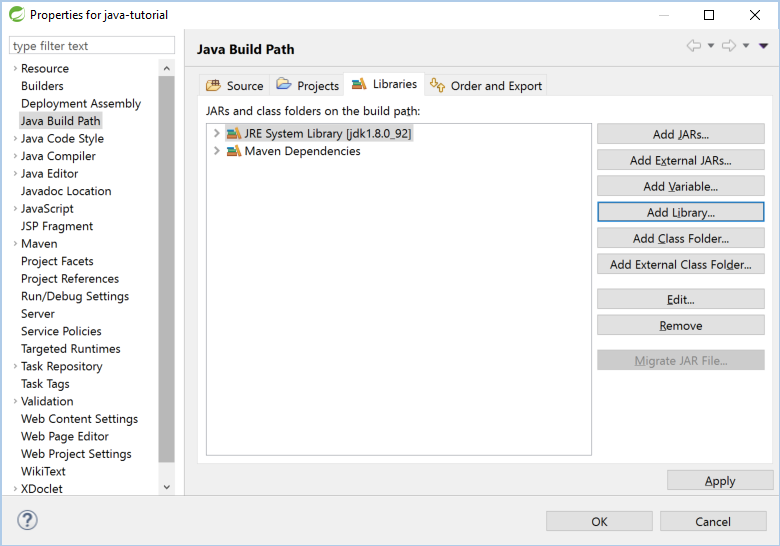 Properties for java-tutorial
type filter text
Resource
Builders
Deployment Assembly
Java Build Path
Java Code Style
Java Compiler
Java Editor
Javadoc Location
JavaScript
JSP Fragment
Maven
Project Facets
Project References
Run/Debug Settings
Server
Service Policies
Targeted Runtimes
Task Repository
Task Tags
Validation
Web Content Settings
Web Page Editor
Web Project Settings
WikiText
XDoclet
Java Build Path
Source Projects Libraries Order and Export
JARs and class folders on the build path:
JRE System Library [jdk1.8.0_92]
Maven Dependencies
Add JARs...
Add External JARs...
Add Variable...
Add Library...
Add Class Folder...
Add External Class Folder...
Edit...
Remove
Migrate JAR File...
Apply
?
OK Cancel